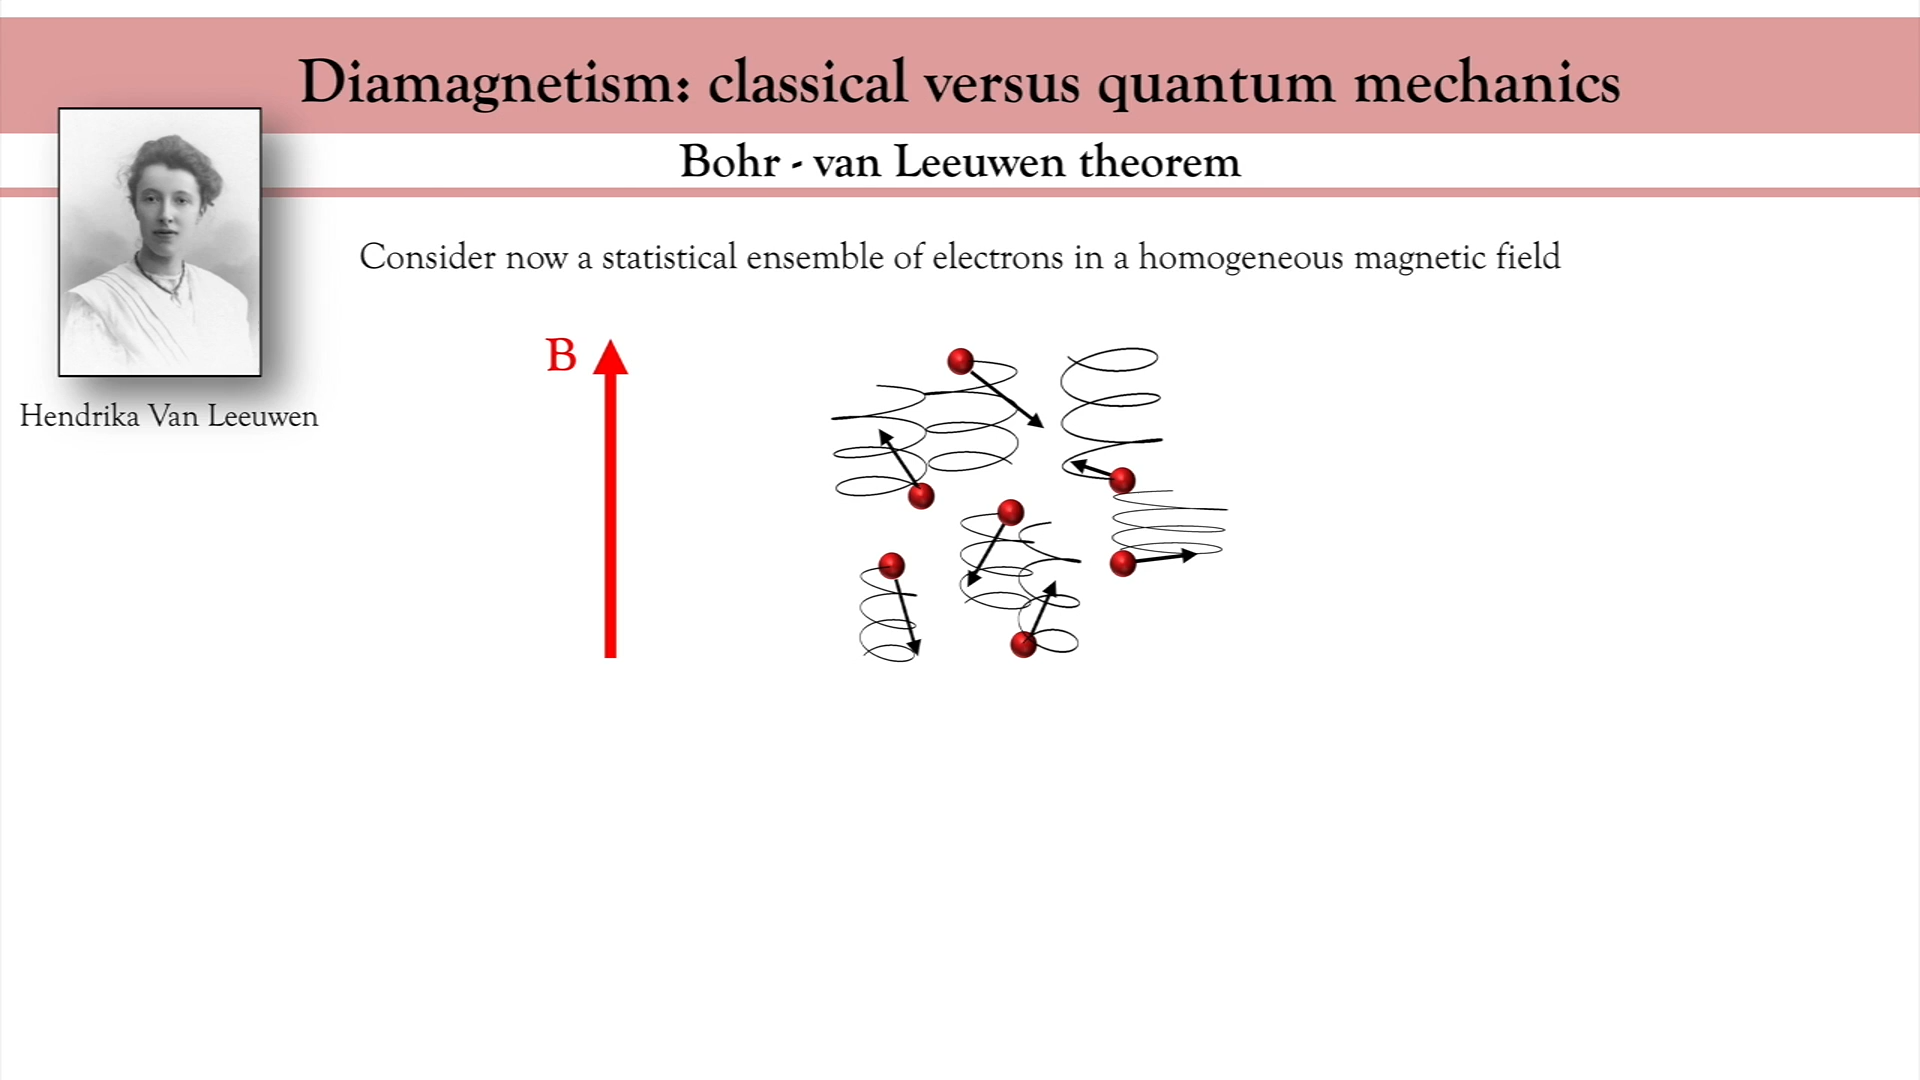 Diamagnetism: classical versus quantum mechanics
Bohr - van Leeuwen theorem
Consider now a statistical ensemble of electrons in a homogeneous magnetic field
B
Hendrika Van Leeuwen